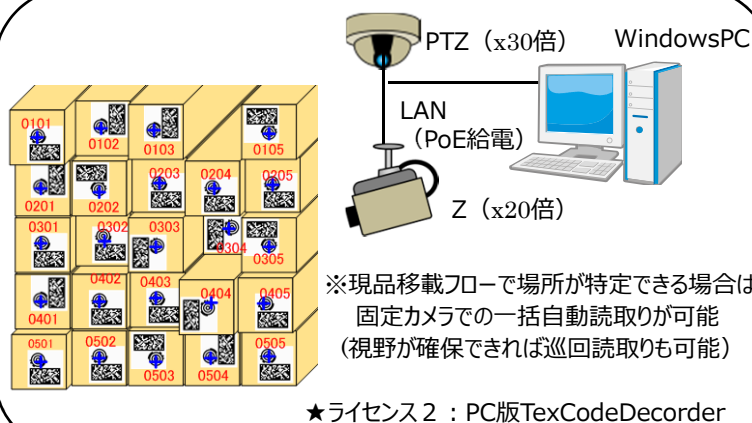 PTZ（x30倍） WindowsPC
LAN
（PoE給電）
Z（x20倍）
0101 0102 0103 0105
0201 0202 0203 0204 0205
0301 0302 0303 0304 0305
0401 0402 0403 0404 0405
0501 0502 0503 0504 0505
※現品移載フローで場所が特定できる場合は
固定カメラでの一括自動読取りが可能
（視野が確保できれば巡回読取りも可能）
★ライセンス２：PC版TexCodeDecorder